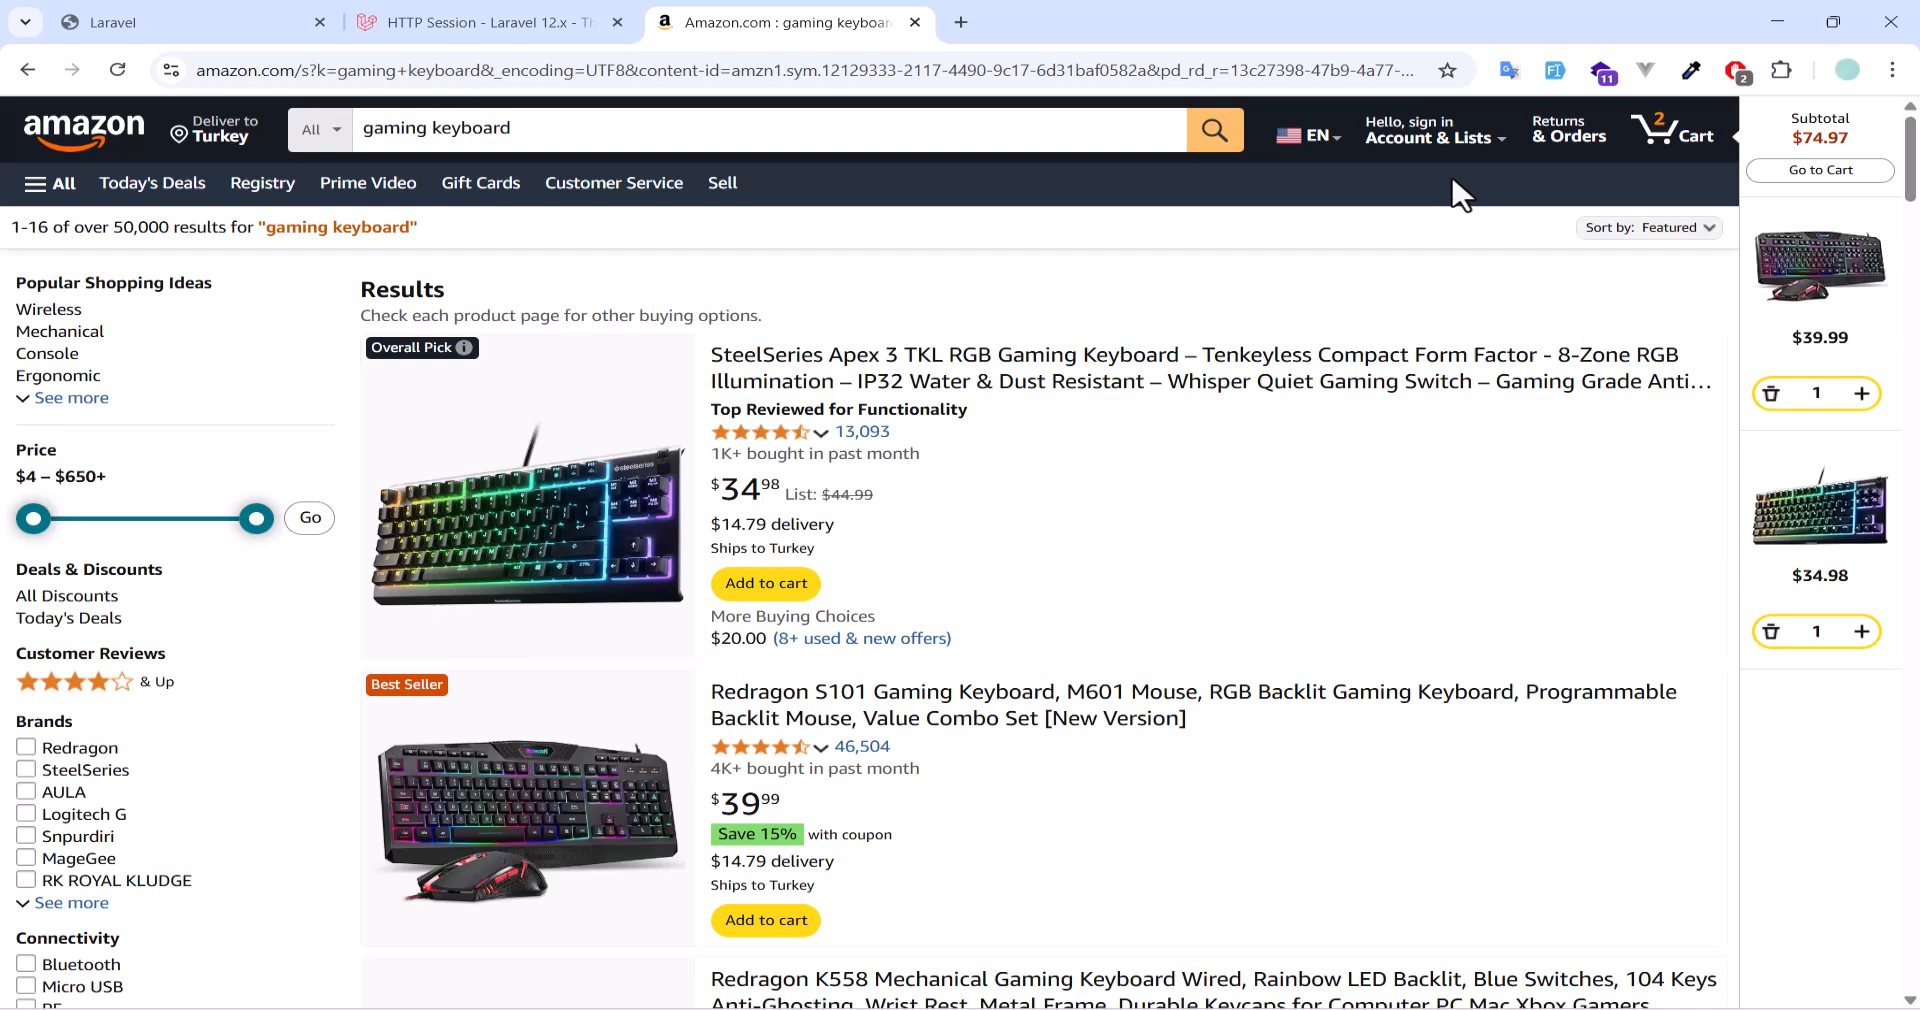 Laravel
HTTP Session - Laravel 12.x - Th
Amazon.com : gaming keyboar
amazon.com/s?k=gaming+keyboard&_encoding=UTF8&content-id=amzn1.sym.12129333-2117-4490-9c17-6d31baf0582a&pd_rd_r=13c27398-47b9-4a77-...
11
2
amazon
Deliver to
Turkey
All
gaming keyboard
EN
Hello, sign in
Account & Lists
Returns
& Orders
2
Cart
Subtotal
$74.97
Go to Cart
All
Today's Deals
Registry
Prime Video
Gift Cards
Customer Service
Sell
1-16 of over 50,000 results for "gaming keyboard"
Sort by: Featured
Popular Shopping Ideas
Wireless
Mechanical
Console
Ergonomic
See more
Price
$4 – $650+
Go
Deals & Discounts
All Discounts
Today's Deals
Customer Reviews
& Up
Brands
Redragon
SteelSeries
AULA
Logitech G
Snpurdiri
MageGee
RK ROYAL KLUDGE
See more
Connectivity
Bluetooth
Micro USB
Results
Check each product page for other buying options.
Overall Pick
steelseries
SteelSeries Apex 3 TKL RGB Gaming Keyboard – Tenkeyless Compact Form Factor - 8-Zone RGB
Illumination – IP32 Water & Dust Resistant – Whisper Quiet Gaming Switch – Gaming Grade Anti...
Top Reviewed for Functionality
13,093
1K+ bought in past month
$34.98 List: $44.99
$14.79 delivery
Ships to Turkey
Add to cart
More Buying Choices
$20.00 (8+ used & new offers)
Best Seller
Redragon S101 Gaming Keyboard, M601 Mouse, RGB Backlit Gaming Keyboard, Programmable
Backlit Mouse, Value Combo Set [New Version]
46,504
4K+ bought in past month
$39.99
Save 15% with coupon
$14.79 delivery
Ships to Turkey
Add to cart
Redragon K558 Mechanical Gaming Keyboard Wired, Rainbow LED Backlit, Blue Switches, 104 Keys
Anti-Ghosting, Wrist Rest, Metal Frame, Durable Keycaps for Computer PC Mac Xbox Gamers
$39.99
1
$34.98
1